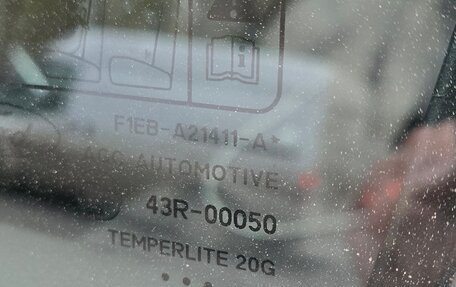 F1EB-A21411-A*
AGC AUTOMOTIVE
43R-00050
TEMPERLITE 20G